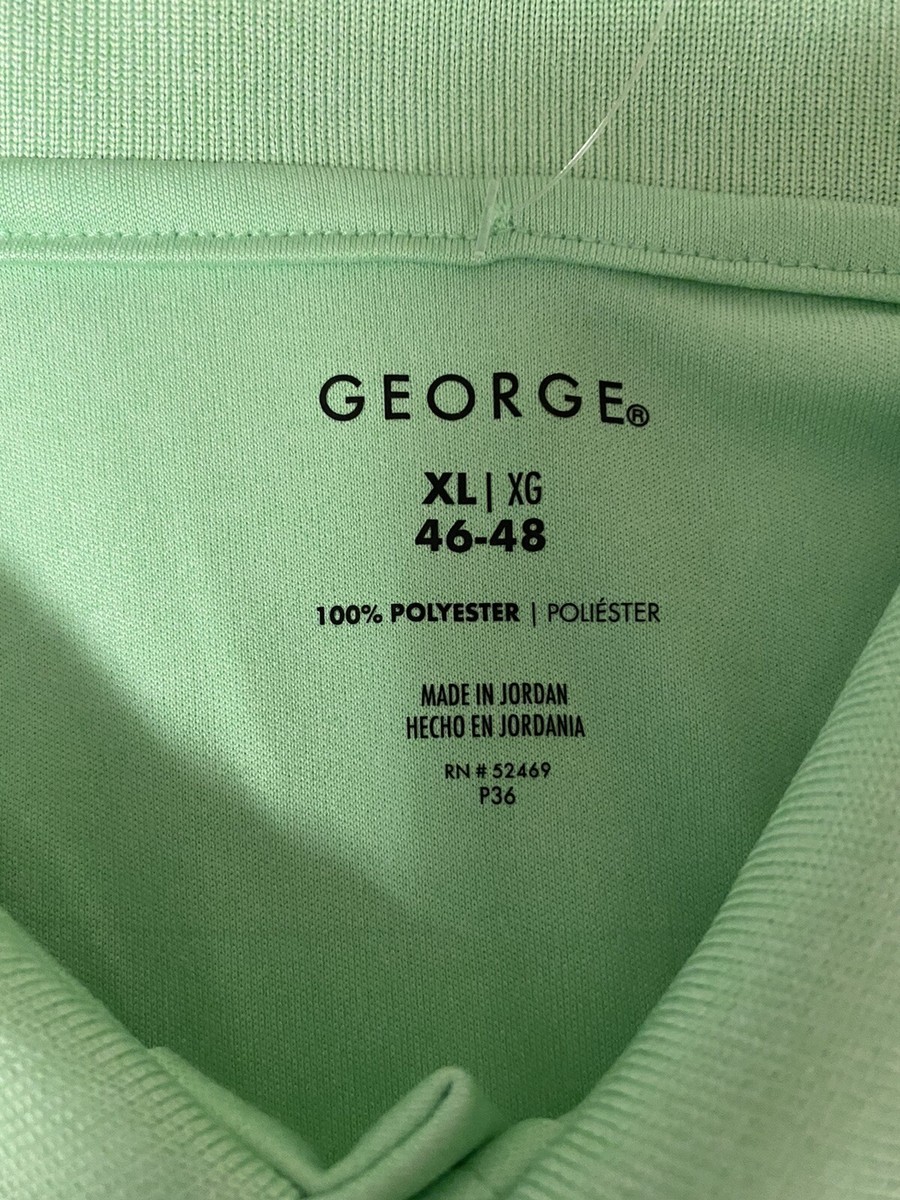 GEORGE®
XL | XG
46-48
100% POLYESTER | POLIÉSTER
MADE IN JORDAN
HECHO EN JORDANIA
RN # 52469
P36